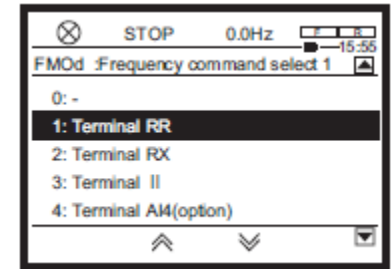 STOP 0.0Hz F R
15:55
FMOd :Frequency command select 1
0: -
1: Terminal RR
2: Terminal RX
3: Terminal II
4: Terminal AI4(option)